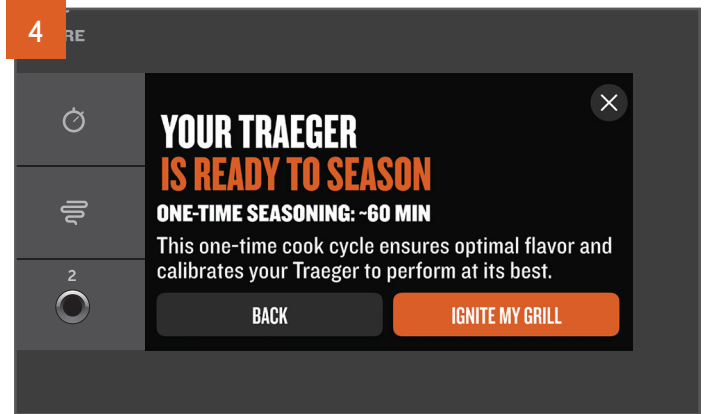 4
RE
YOUR TRAEGER
IS READY TO SEASON
ONE-TIME SEASONING: ~60 MIN
This one-time cook cycle ensures optimal flavor and
calibrates your Traeger to perform at its best.
2
BACK
IGNITE MY GRILL